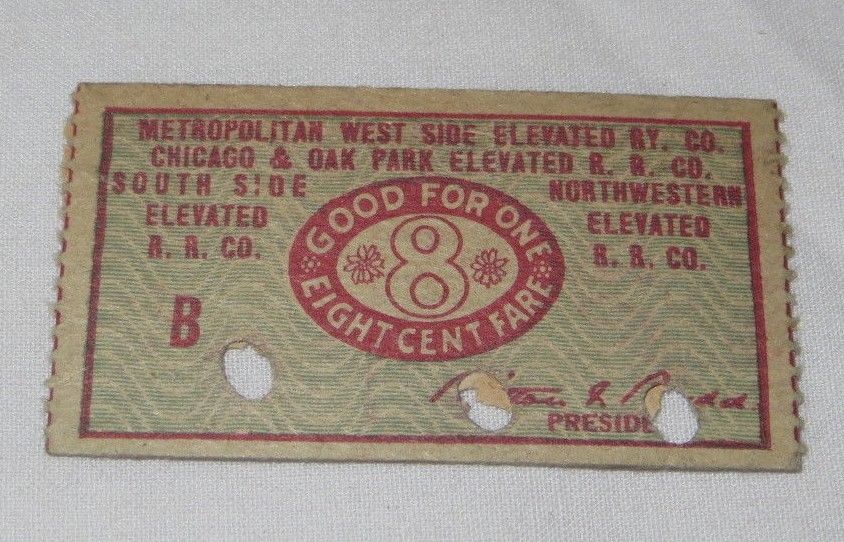 METROPOLITAN WEST SIDE ELEVATED RY. CO.
CHICAGO & OAK PARK ELEVATED R. R. CO.
SOUTH SIDE
ELEVATED
R. R. CO.
NORTHWESTERN
ELEVATED
R. R. CO.
GOOD FOR ONE
8
EIGHT CENT FARE
B